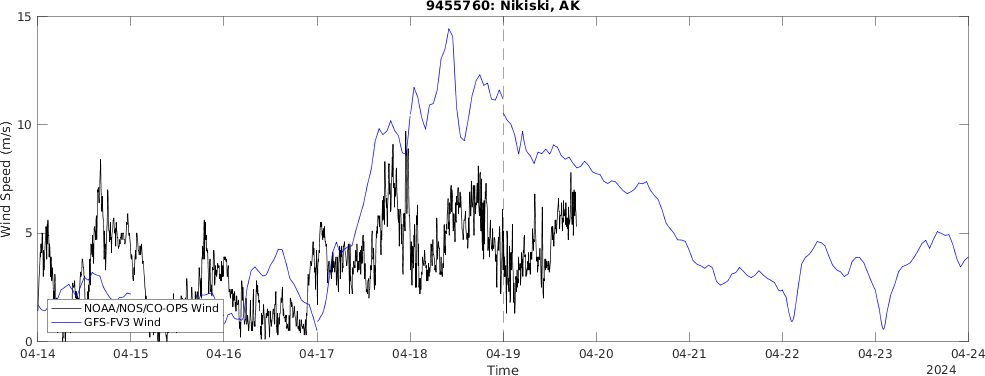 9455760: Nikiski, AK
Wind Speed (m/s)
15
10
5
0
NOAA/NOS/CO-OPS Wind
GFS-FV3 Wind
04-14 04-15 04-16 04-17 04-18 04-19 04-20 04-21 04-22 04-23 04-24
Time
2024